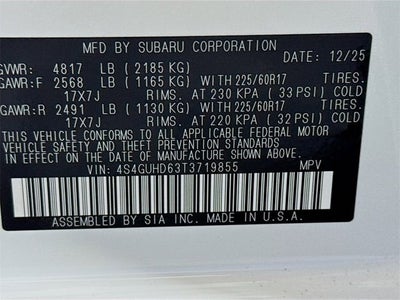 MFD BY SUBARU CORPORATION
DATE: 12/25
GVWR: 4817 LB (2185 KG)
GAWR:F 2568 LB (1165 KG) WITH 225/60R17 TIRES.
17X7J RIMS. AT 230 KPA (33 PSI) COLD
GAWR:R 2491 LB (1130 KG) WITH 225/60R17 TIRES.
17X7J RIMS. AT 220 KPA (32 PSI) COLD
THIS VEHICLE CONFORMS TO ALL APPLICABLE FEDERAL MOTOR
VEHICLE SAFETY STANDARDS IN EFFECT ON THE DATE OF
MANUFACTURE SHOWN ABOVE.
VIN: 4S4GUHD63T3719855 MPV
ASSEMBLED BY SIA INC. MADE IN U.S.A.